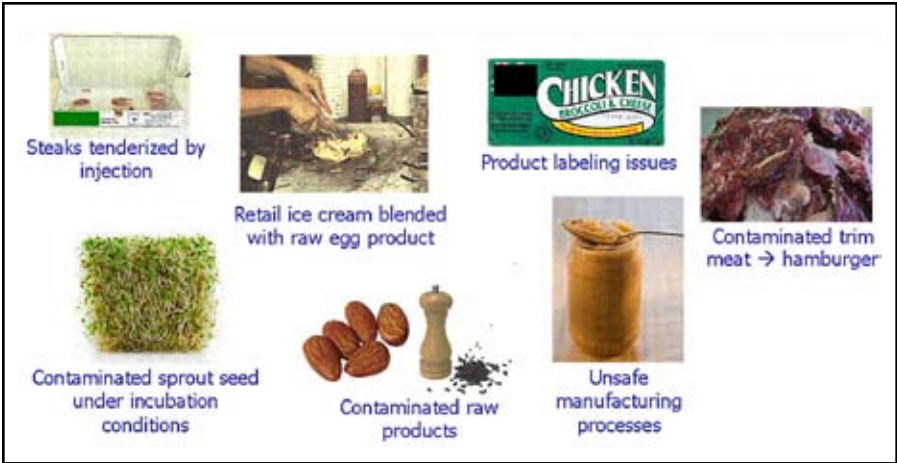 Steaks tenderized by
injection
Retail ice cream blended
with raw egg product
CHICKEN
BROCCOLI & CHEESE
Product labeling issues
Contaminated trim
meat → hamburger
Contaminated sprout seed
under incubation
conditions
Contaminated raw
products
Unsafe
manufacturing
processes